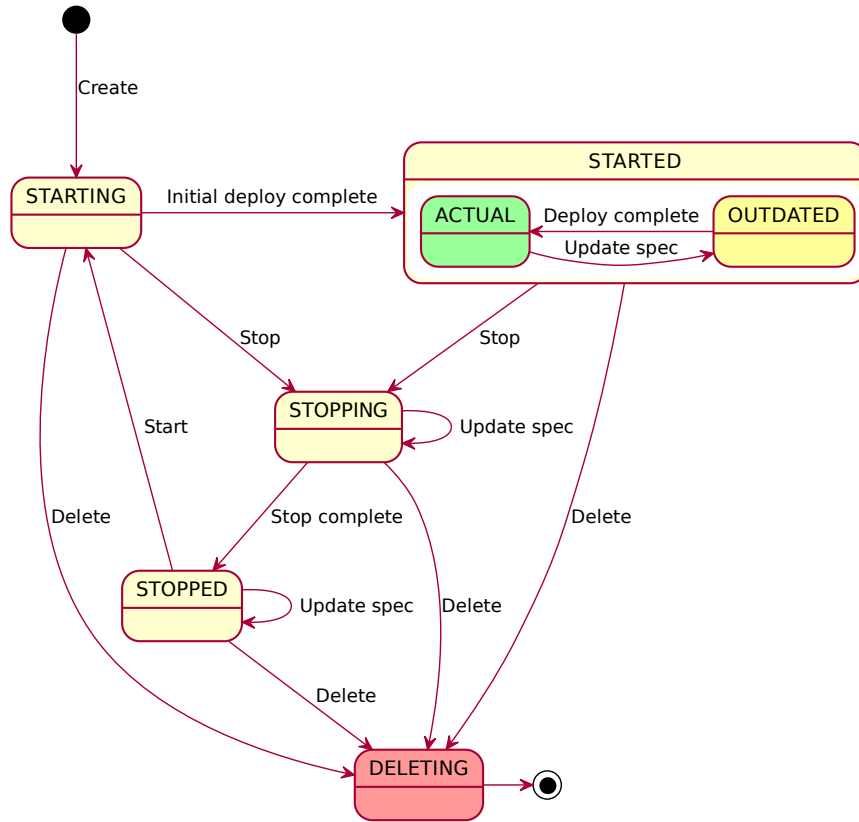 Create
STARTING
Initial deploy complete
STARTED
ACTUAL
Deploy complete
Update spec
OUTDATED
Stop
Stop
STOPPING
Update spec
Start
Stop complete
Delete
Delete
STOPPED
Update spec
Delete
Delete
DELETING